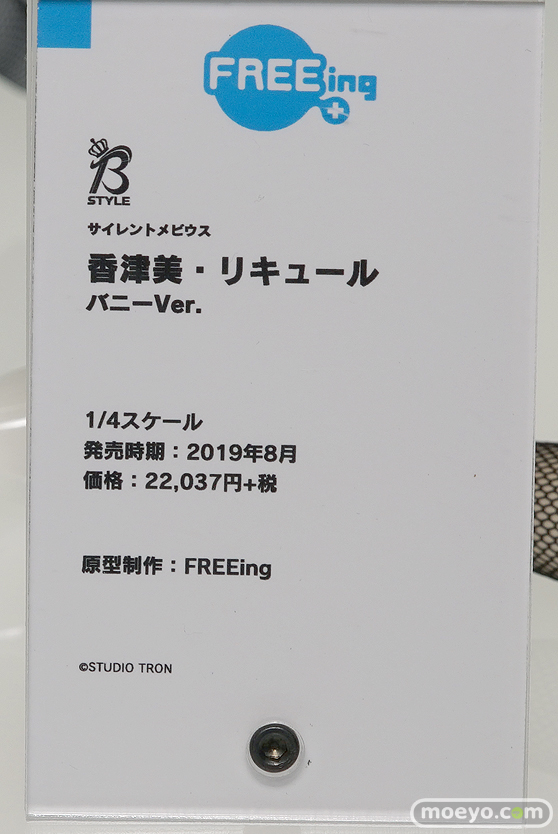 FREEing
B
STYLE
サイレントメビウス
香津美・リキュール
バニーVer.
1/4スケール
発売時期：2019年8月
価格：22,037円+税
原型制作：FREEing
©STUDIO TRON
moeyo.com